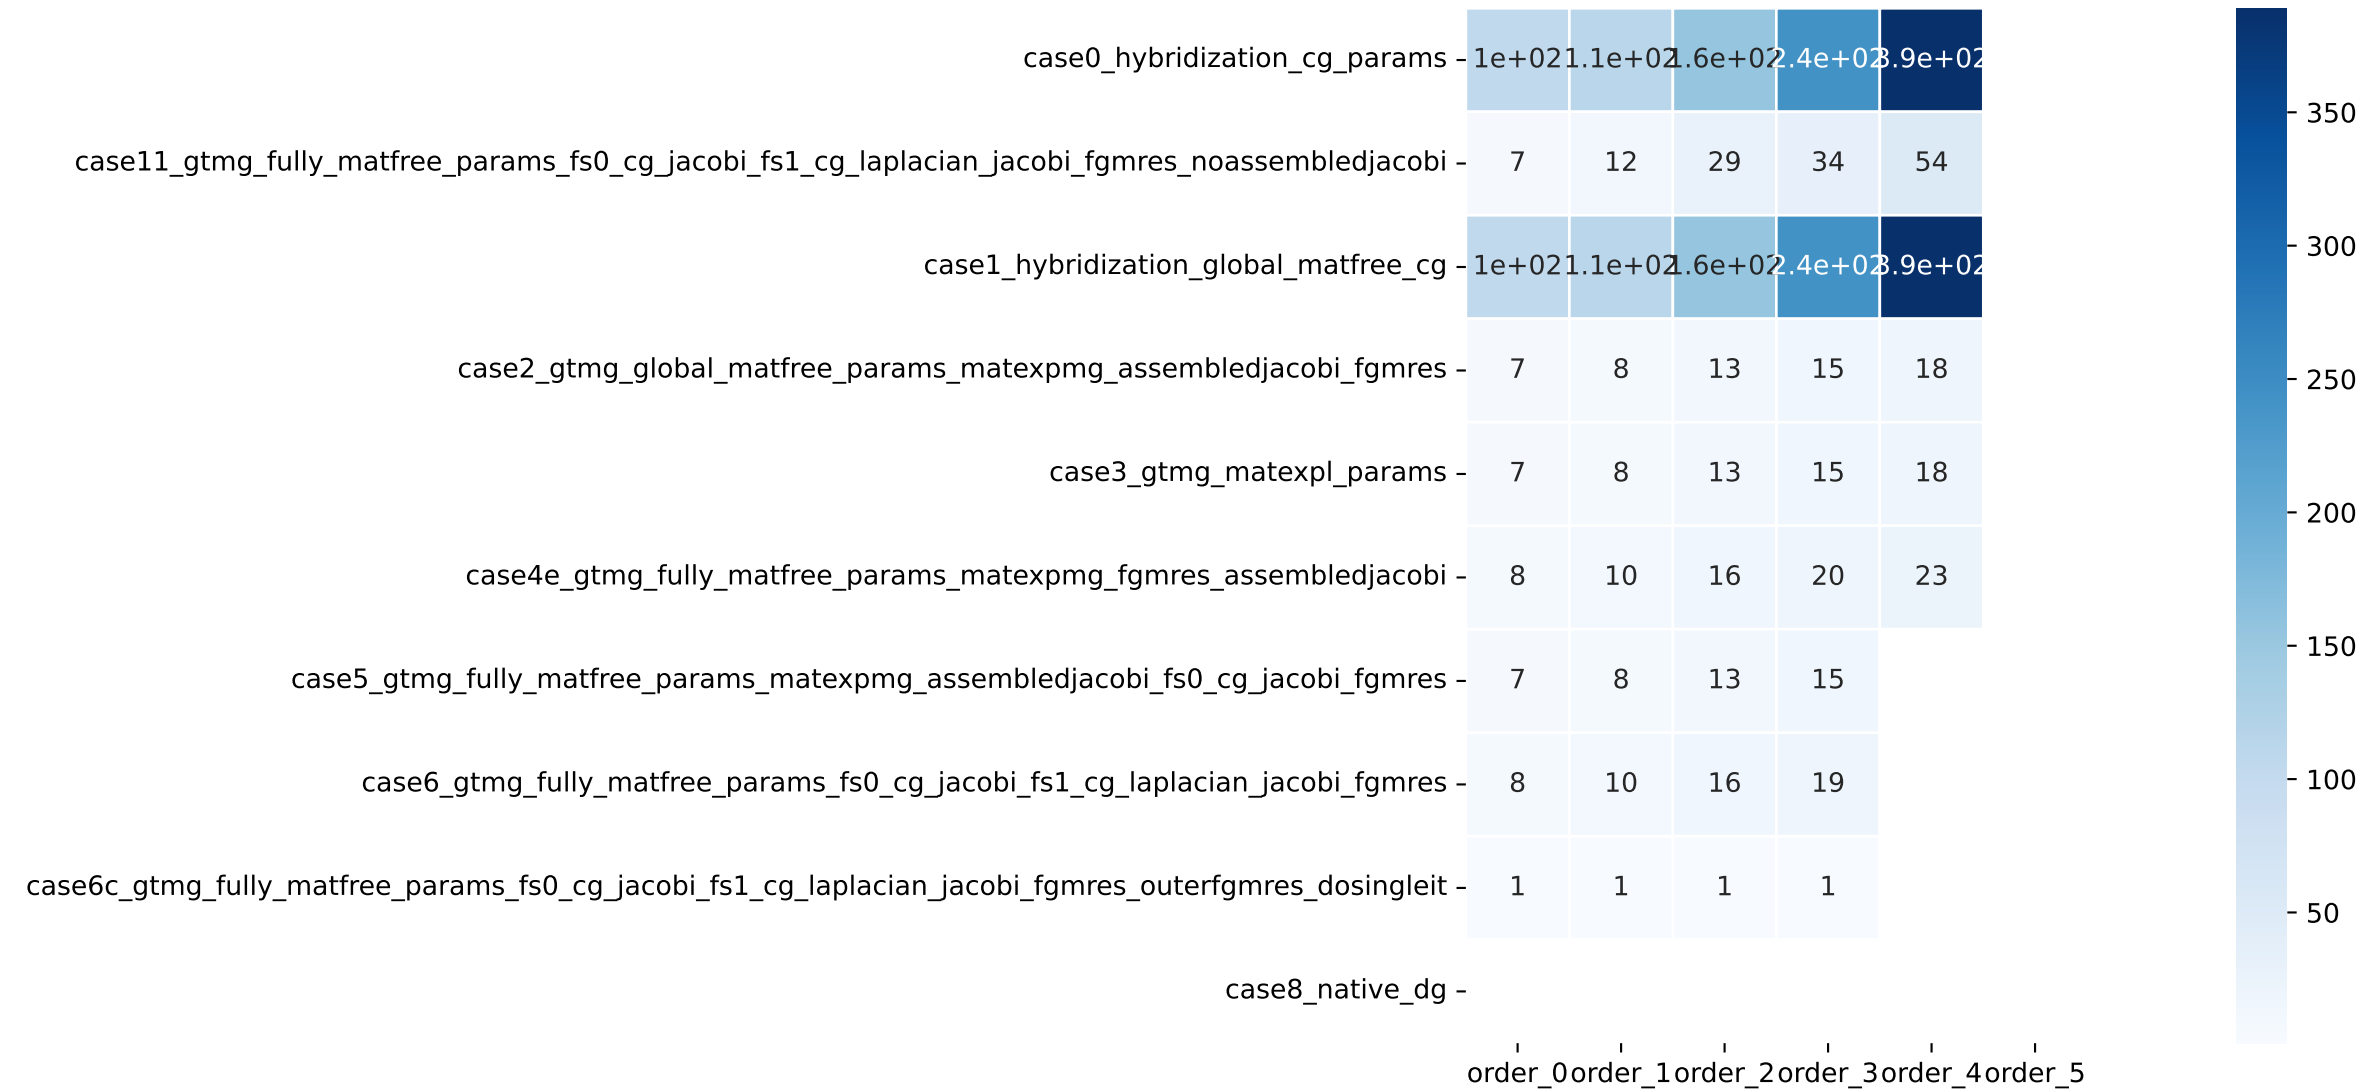 case0_hybridization_cg_params 1e+02 1.1e+02 1.6e+02 2.4e+02 3.9e+02
350
case11_gtmg_fully_matfree_params_fs0_cg_jacobi_fs1_cg_laplacian_jacobi_fgmres_noassembledjacobi 7 12 29 34 54
300
case1_hybridization_global_matfree_cg 1e+02 1.1e+02 1.6e+02 2.4e+02 3.9e+02
case2_gtmg_global_matfree_params_matexpmg_assembledjacobi_fgmres 7 8 13 15 18
250
case3_gtmg_matexpl_params 7 8 13 15 18
200
case4e_gtmg_fully_matfree_params_matexpmg_fgmres_assembledjacobi 8 10 16 20 23
150
case5_gtmg_fully_matfree_params_matexpmg_assembledjacobi_fs0_cg_jacobi_fgmres 7 8 13 15
case6_gtmg_fully_matfree_params_fs0_cg_jacobi_fs1_cg_laplacian_jacobi_fgmres 8 10 16 19
100
case6c_gtmg_fully_matfree_params_fs0_cg_jacobi_fs1_cg_laplacian_jacobi_fgmres_outerfgmres_dosingleit 1 1 1 1
50
case8_native_dg
order_0 order_1 order_2 order_3 order_4 order_5